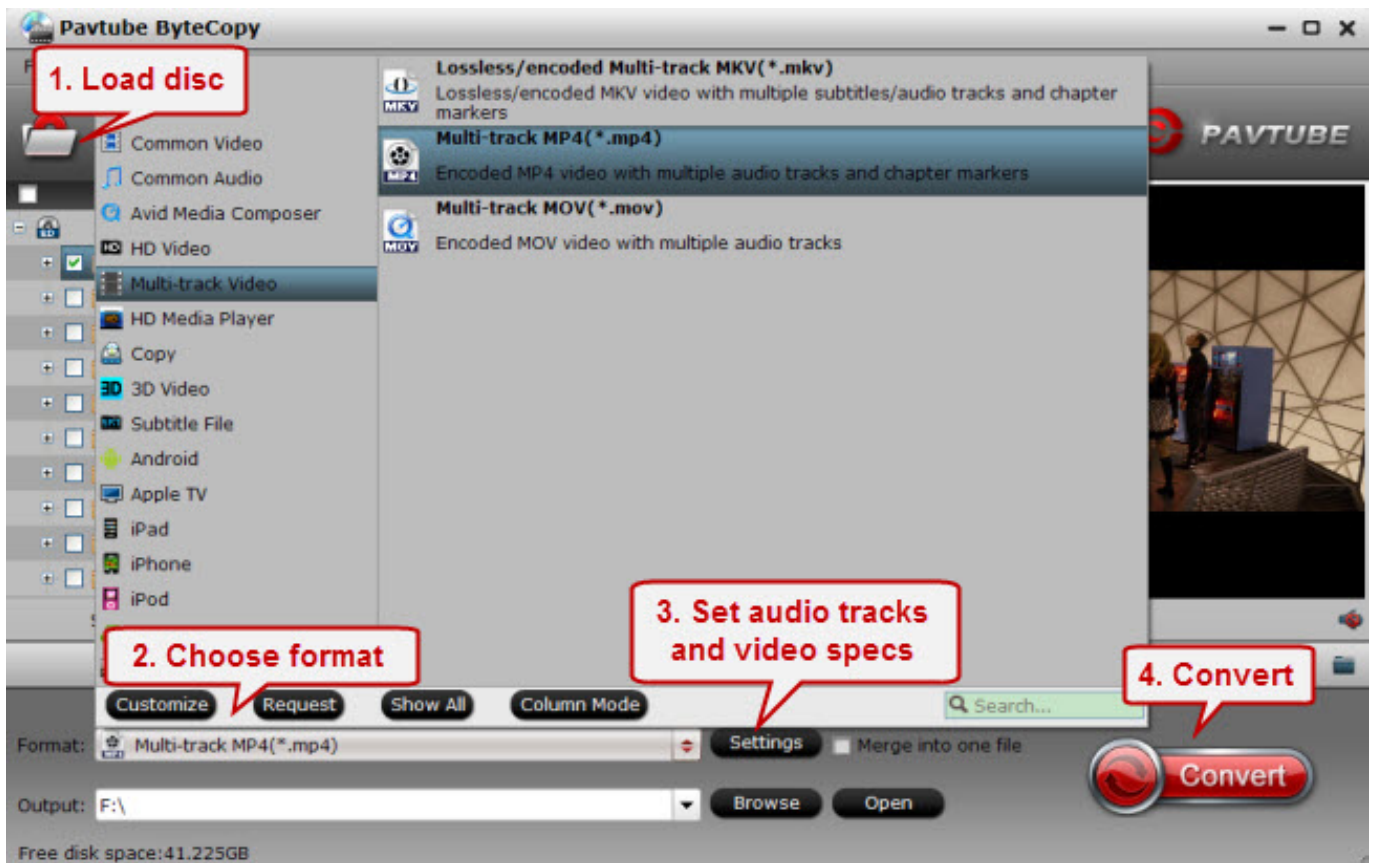 Pavtube ByteCopy
1. Load disc
PAVTUBE
Common Video
Common Audio
Avid Media Composer
HD Video
Multi-track Video
HD Media Player
Copy
3D Video
Subtitle File
Android
Apple TV
iPad
iPhone
iPod
Lossless/encoded Multi-track MKV(*.mkv)
Lossless/encoded MKV video with multiple subtitles/audio tracks and chapter
markers
MKV
Multi-track MP4(*.mp4)
Encoded MP4 video with multiple audio tracks and chapter markers
MP4
Multi-track MOV(*.mov)
Encoded MOV video with multiple audio tracks
MOV
2. Choose format
3. Set audio tracks
and video specs
4. Convert
Customize Request Show All Column Mode Search...
Format: Multi-track MP4(*.mp4) Settings Merge into one file
Convert
Output: F:\ Browse Open
Free disk space:41.225GB